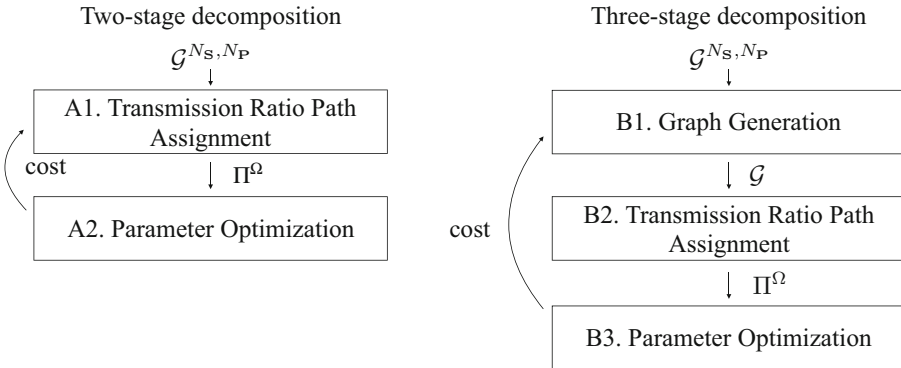 Two-stage decomposition
𝒢^{N_𝐒,N_𝐏}
A1. Transmission Ratio Path
Assignment
cost
Π^Ω
A2. Parameter Optimization
Three-stage decomposition
𝒢^{N_𝐒,N_𝐏}
B1. Graph Generation
𝒢
B2. Transmission Ratio Path
Assignment
cost
Π^Ω
B3. Parameter Optimization